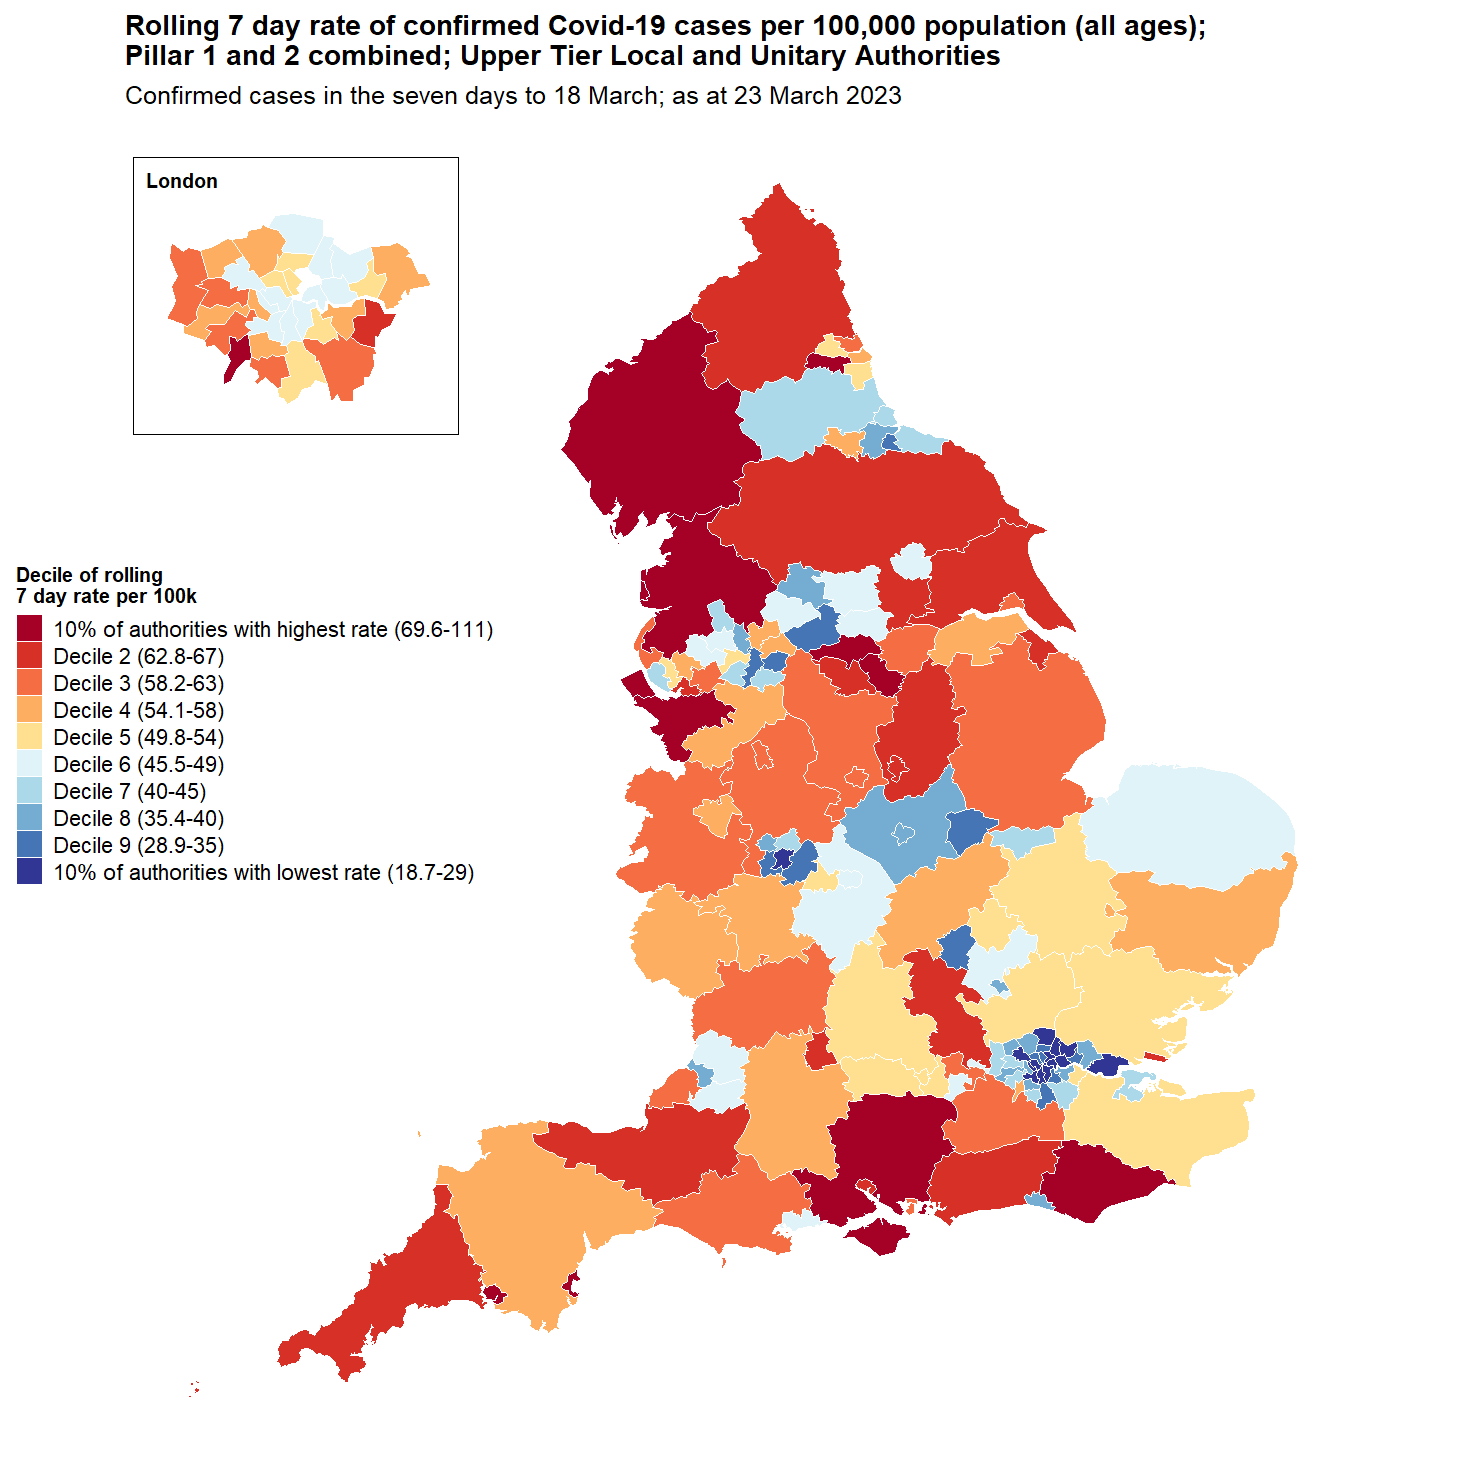 Rolling 7 day rate of confirmed Covid-19 cases per 100,000 population (all ages);
Pillar 1 and 2 combined; Upper Tier Local and Unitary Authorities
Confirmed cases in the seven days to 18 March; as at 23 March 2023
London
Decile of rolling
7 day rate per 100k
10% of authorities with highest rate (69.6-111)
Decile 2 (62.8-67)
Decile 3 (58.2-63)
Decile 4 (54.1-58)
Decile 5 (49.8-54)
Decile 6 (45.5-49)
Decile 7 (40-45)
Decile 8 (35.4-40)
Decile 9 (28.9-35)
10% of authorities with lowest rate (18.7-29)